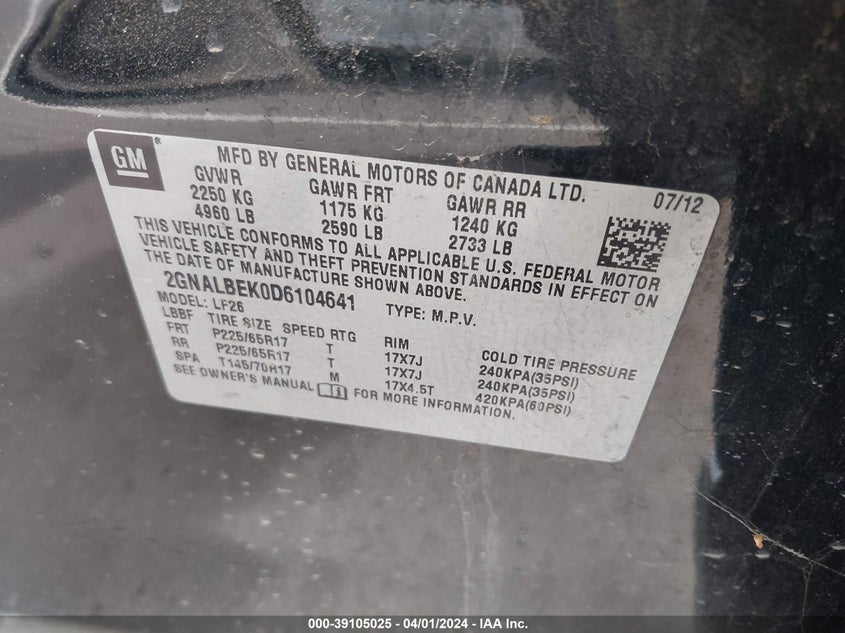 GM
MFD BY GENERAL MOTORS OF CANADA LTD.
07/12
GVWR GAWR FRT GAWR RR
2250 KG 1175 KG 1240 KG
4960 LB 2590 LB 2733 LB
THIS VEHICLE CONFORMS TO ALL APPLICABLE U.S. FEDERAL MOTOR
VEHICLE SAFETY AND THEFT PREVENTION STANDARDS IN EFFECT ON
THE DATE OF MANUFACTURE SHOWN ABOVE.
2GNALBEK0D6104641 TYPE: M.P.V.
MODEL: LF26
LBBF TIRE SIZE SPEED RTG RIM COLD TIRE PRESSURE
FRT P225/65R17 T 17X7J 240KPA(35PSI)
RR P225/65R17 T 17X7J 240KPA(35PSI)
SPA T145/70R17 M 17X4.5T 420KPA(60PSI)
SEE OWNER'S MANUAL FOR MORE INFORMATION.
000-39105025 - 04/01/2024 - IAA Inc.